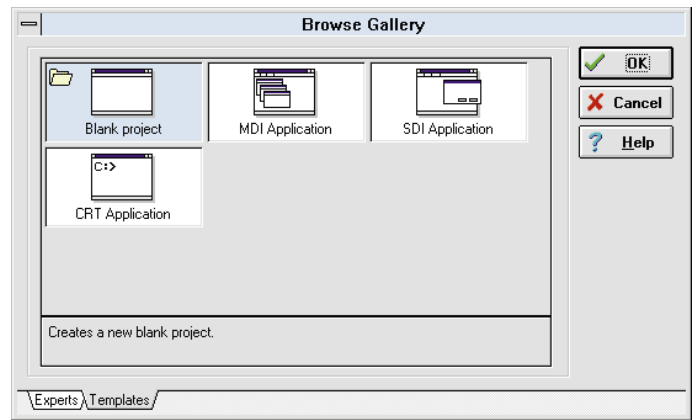 Browse Gallery
Blank project
MDI Application
SDI Application
C:>
CRT Application
Creates a new blank project.
Experts
Templates
OK
Cancel
?
Help